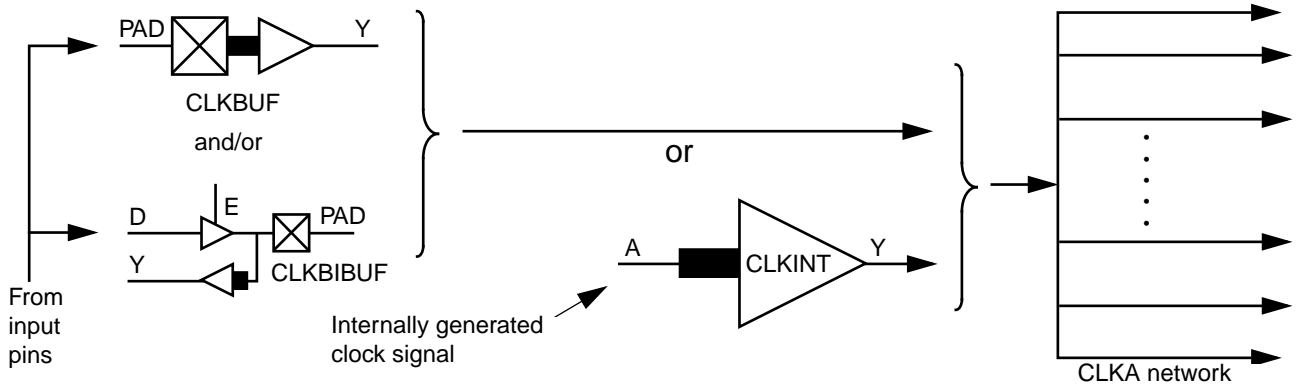 PAD
Y
CLKBUF
and/or
D
E
PAD
Y
CLKBIBUF
From
input
pins
or
A
CLKINT
Y
Internally generated
clock signal
CLKA network